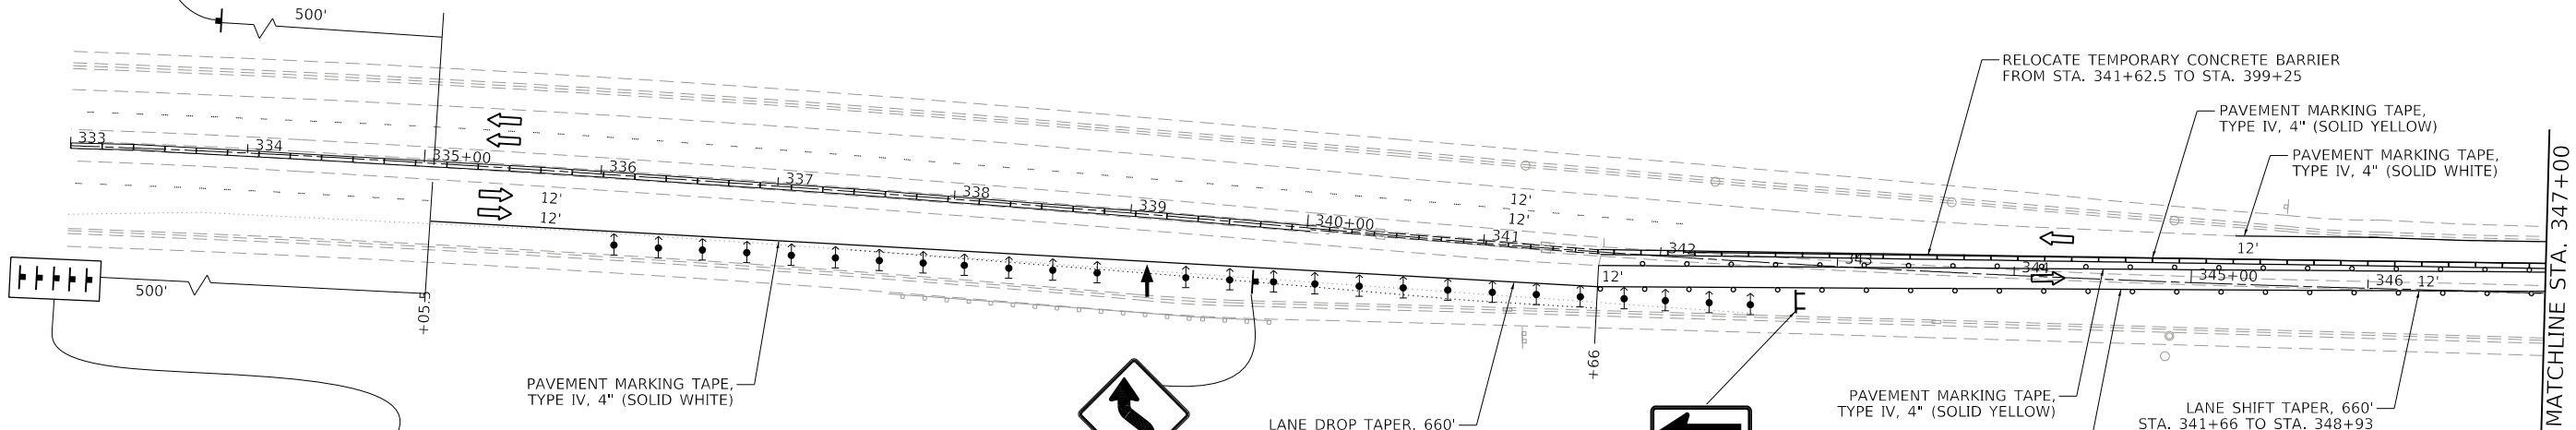 500'
RELOCATE TEMPORARY CONCRETE BARRIER
FROM STA. 341+62.5 TO STA. 399+25
PAVEMENT MARKING TAPE,
TYPE IV, 4" (SOLID YELLOW)
PAVEMENT MARKING TAPE,
TYPE IV, 4" (SOLID WHITE)
333
334
335+00
336
337
338
339
340+00
341
342
343
344
345+00
346
12'
12'
12'
12'
12'
12'
12'
500'
+05.5
+66
PAVEMENT MARKING TAPE,
TYPE IV, 4" (SOLID WHITE)
LANE DROP TAPER, 660'
PAVEMENT MARKING TAPE,
TYPE IV, 4" (SOLID YELLOW)
LANE SHIFT TAPER, 660'
STA. 341+66 TO STA. 348+93
MATCHLINE STA. 347+00